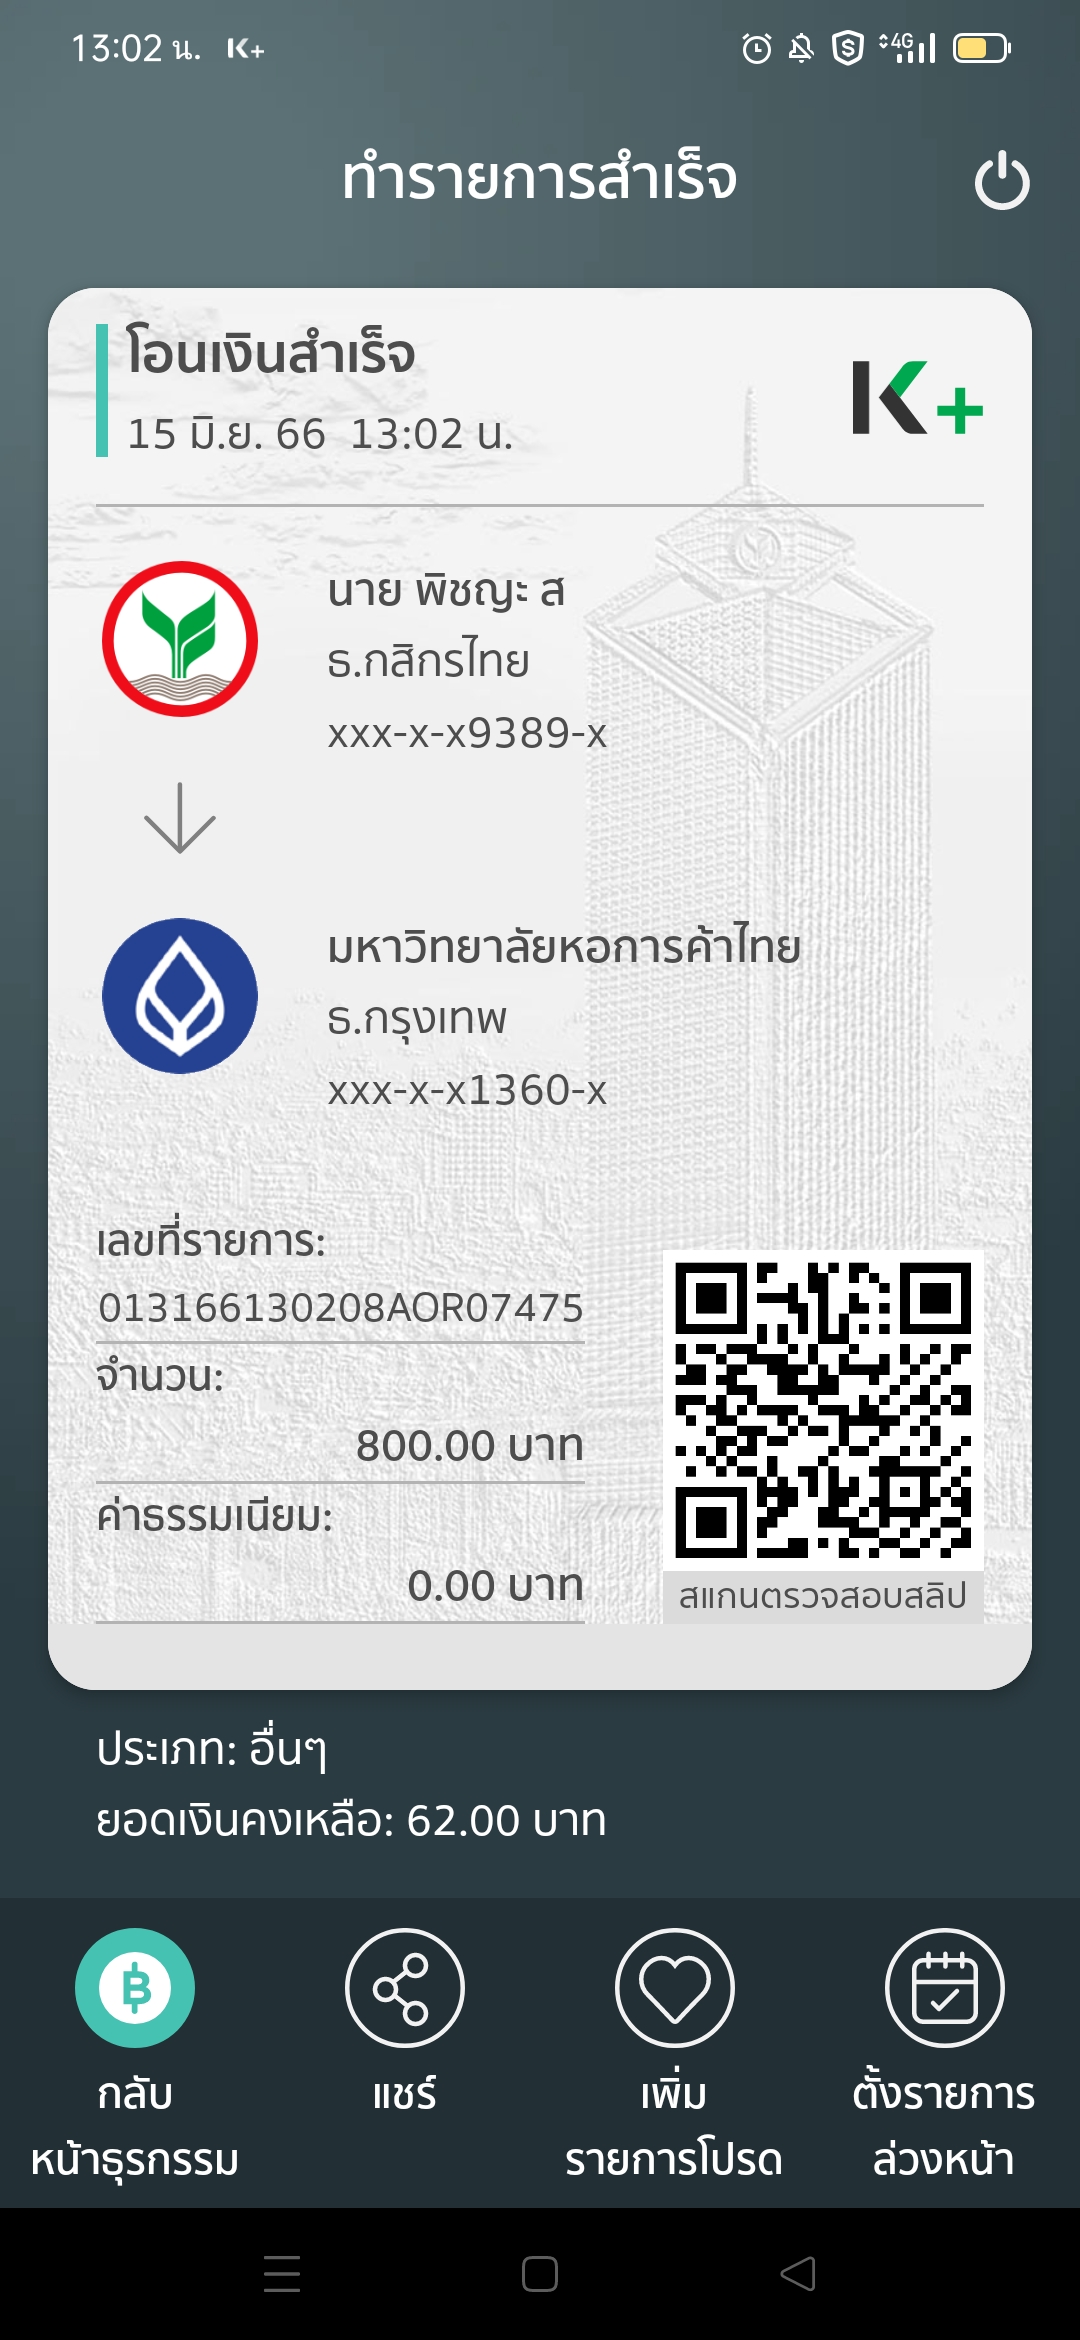 13:02 น. K+
4G
ทำรายการสำเร็จ
โอนเงินสำเร็จ
15 มิ.ย. 66 13:02 น.
K+
นาย พิชญะ ส
ธ.กสิกรไทย
xxx-x-x9389-x
มหาวิทยาลัยหอการค้าไทย
ธ.กรุงเทพ
xxx-x-x1360-x
เลขที่รายการ:
013166130208AOR07475
จำนวน:
800.00 บาท
ค่าธรรมเนียม:
0.00 บาท
สแกนตรวจสอบสลิป
ประเภท: อื่นๆ
ยอดเงินคงเหลือ: 62.00 บาท
กลับ
หน้าธุรกรรม
แชร์
เพิ่ม
รายการโปรด
ตั้งรายการ
ล่วงหน้า